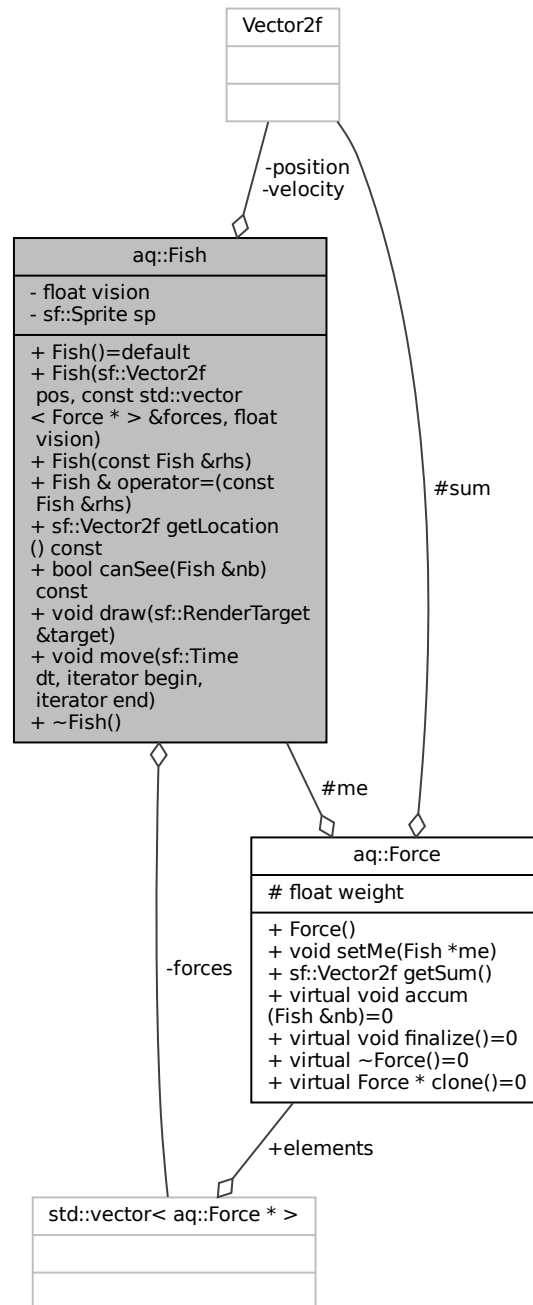 Vector2f
-position
-velocity
aq::Fish
- float vision
- sf::Sprite sp
+ Fish()=default
+ Fish(sf::Vector2f
pos, const std::vector
< Force * > &forces, float
vision)
+ Fish(const Fish &rhs)
+ Fish & operator=(const
Fish &rhs)
+ sf::Vector2f getLocation
() const
+ bool canSee(Fish &nb)
const
+ void draw(sf::RenderTarget
&target)
+ void move(sf::Time
dt, iterator begin,
iterator end)
+ ~Fish()
#sum
#me
aq::Force
# float weight
+ Force()
+ void setMe(Fish *me)
+ sf::Vector2f getSum()
+ virtual void accum
(Fish &nb)=0
+ virtual void finalize()=0
+ virtual ~Force()=0
+ virtual Force * clone()=0
-forces
+elements
std::vector< aq::Force * >